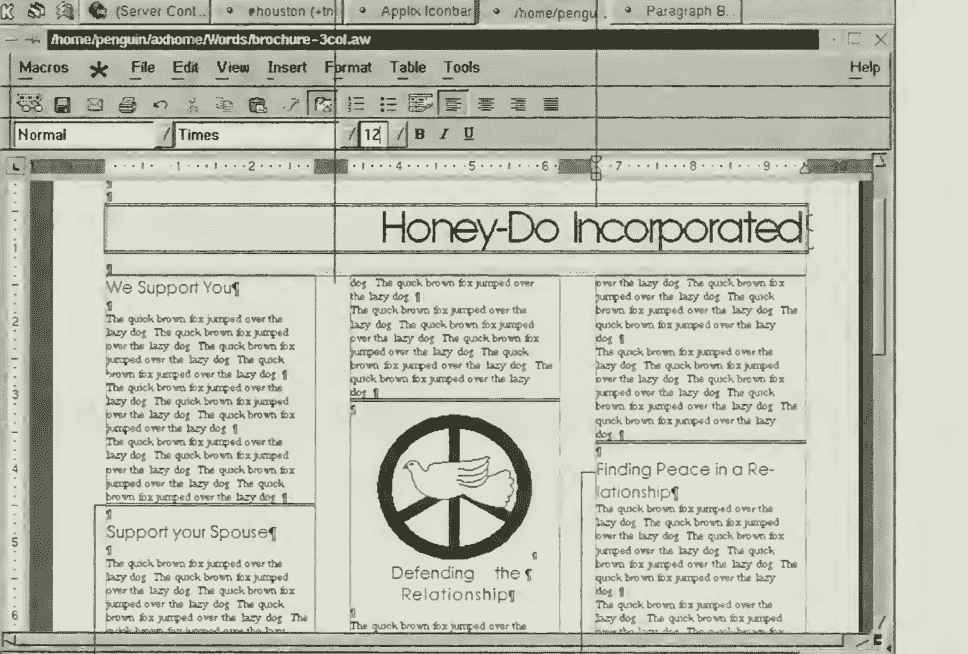 (Server Cont..
#houston (+tn
Applix Iconbar
/home/pengu
Paragraph B.
/home/penguin/axhome/Words/brochure~3col.aw
Macros * File Edit View Insert Format Table Tools Help
Normal Times 12 B I U
1 2 4 5 6 7 8 9 10
Honey-Do Incorporated
We Support You¶
¶
The quick brown fox jumped over the
lazy dog The quick brown fox jumped
over the lazy dog The quick brown fox
jumped over the lazy dog The quick
brown fox jumped over the lazy dog ¶
The quick brown fox jumped over the
lazy dog The quick brown fox jumped
over the lazy dog The quick brown fox
jumped over the lazy dog ¶
The quick brown fox jumped over the
lazy dog The quick brown fox jumped
over the lazy dog The quick brown fox
jumped over the lazy dog The quick
brown fox jumped over the lazy dog ¶
¶
Support your Spouse¶
¶
The quick brown fox jumped over the
lazy dog The quick brown fox jumped
over the lazy dog The quick brown fox
jumped over the lazy dog The quick
brown fox jumped over the lazy dog The
quick brown fox jumped over the lazy
dog The quick brown fox jumped over
the lazy dog ¶
The quick brown fox jumped over the
lazy dog The quick brown fox jumped
over the lazy dog The quick brown fox
jumped over the lazy dog The quick
brown fox jumped over the lazy dog The
quick brown fox jumped over the lazy
dog ¶
¶
Defending the¶
Relationship¶
¶
The quick brown fox jumped over the
over the lazy dog The quick brown fox
jumped over the lazy dog The quick
brown fox jumped over the lazy dog The
quick brown fox jumped over the lazy
dog ¶
The quick brown fox jumped over the
lazy dog The quick brown fox jumped
over the lazy dog The quick brown fox
jumped over the lazy dog The quick
brown fox jumped over the lazy dog The
quick brown fox jumped over the lazy
dog ¶
¶
Finding Peace in a Re-
lationship¶
The quick brown fox jumped over the
lazy dog The quick brown fox jumped
over the lazy dog The quick brown fox
jumped over the lazy dog The quick
brown fox jumped over the lazy dog The
quick brown fox jumped over the lazy
dog ¶
The quick brown fox jumped over the
lazy dog The quick brown fox jumped